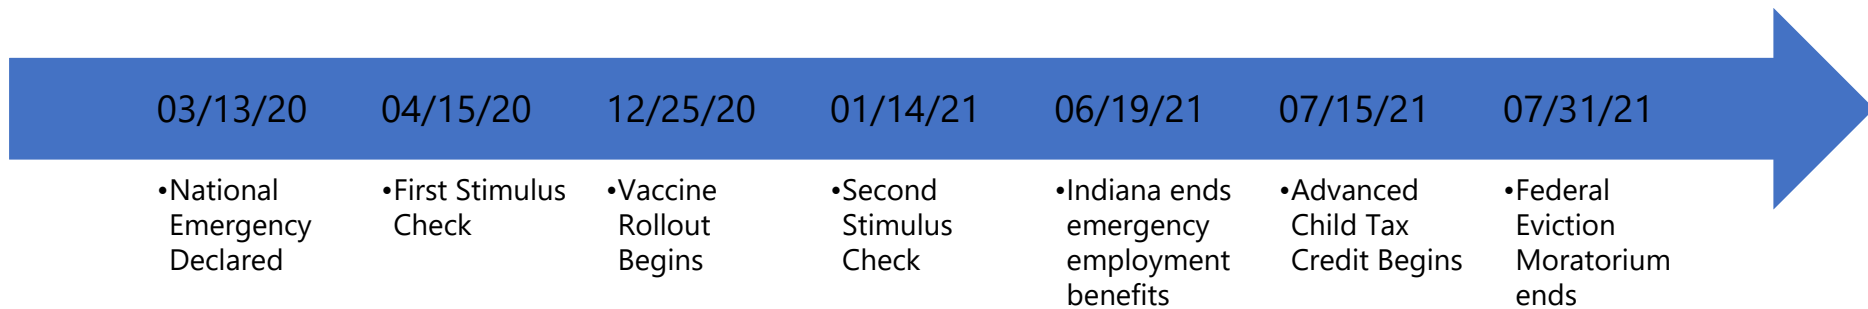 03/13/20 04/15/20 12/25/20 01/14/21 06/19/21 07/15/21 07/31/21
•National
Emergency
Declared
•First Stimulus
Check
•Vaccine
Rollout
Begins
•Second
Stimulus
Check
•Indiana ends
emergency
employment
benefits
•Advanced
Child Tax
Credit Begins
•Federal
Eviction
Moratorium
ends